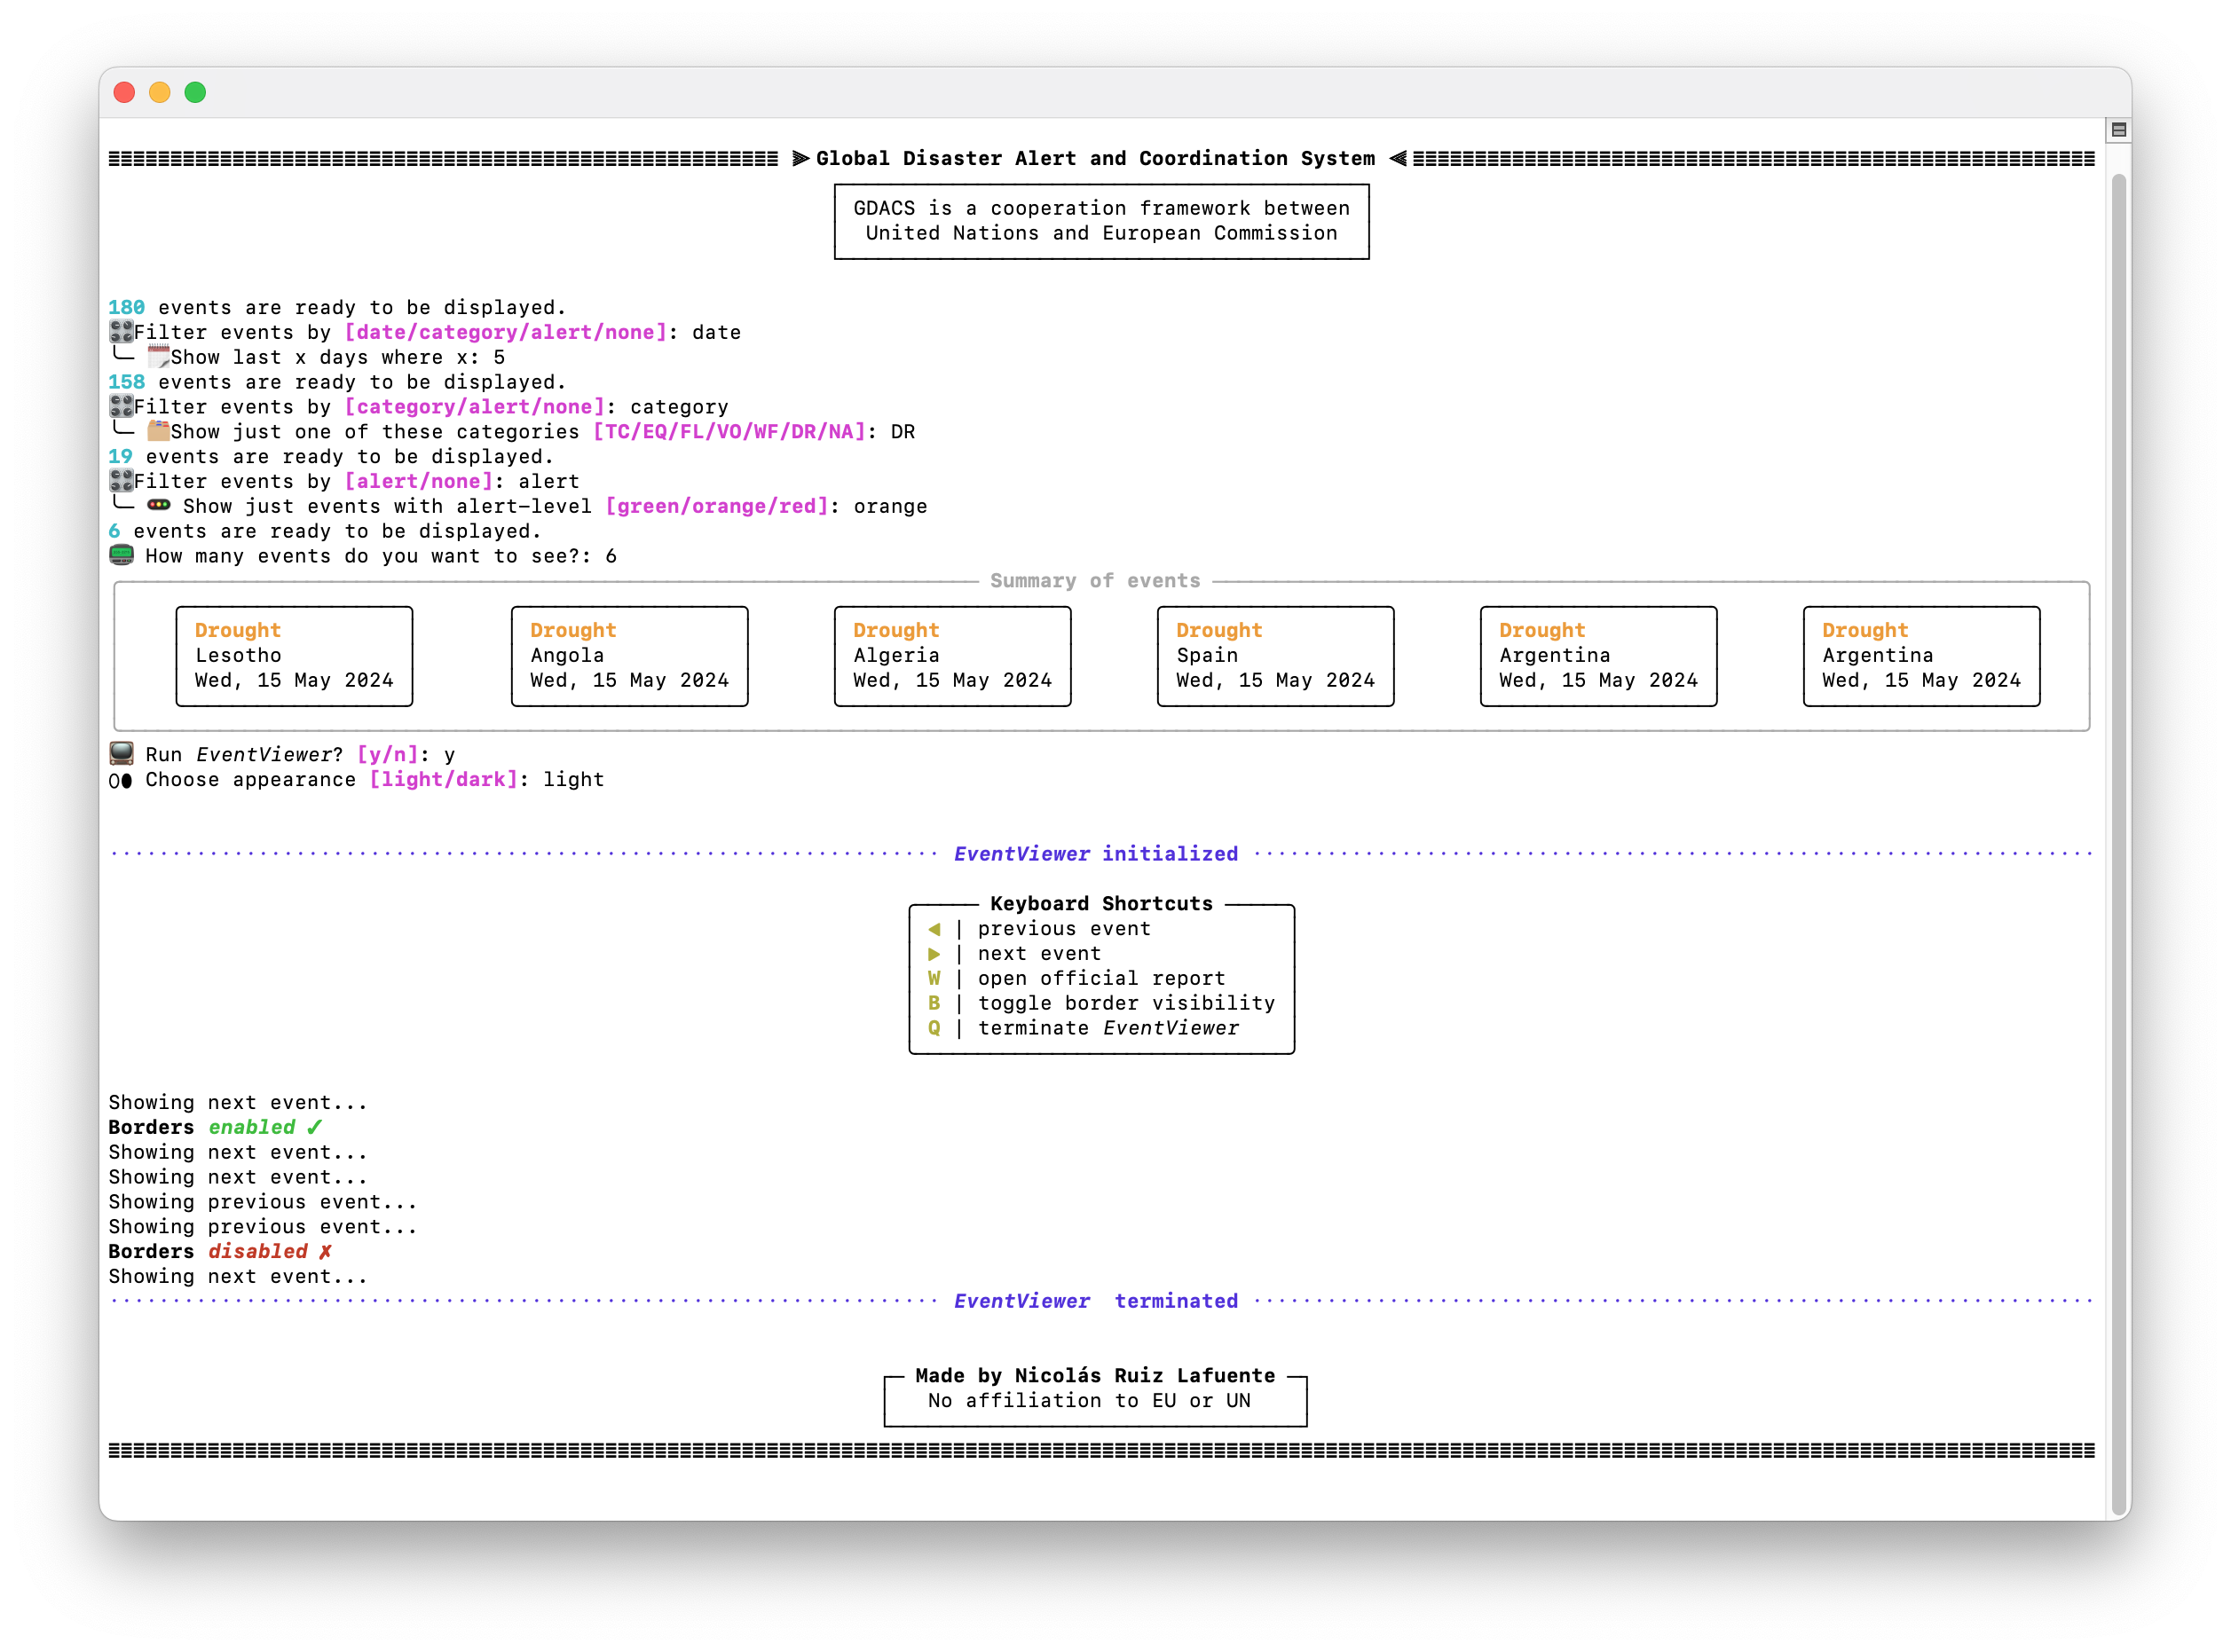 Global Disaster Alert and Coordination System
GDACS is a cooperation framework between
United Nations and European Commission
180 events are ready to be displayed.
Filter events by [date/category/alert/none]: date
Show last x days where x: 5
158 events are ready to be displayed.
Filter events by [category/alert/none]: category
Show just one of these categories [TC/EQ/FL/VO/WF/DR/NA]: DR
19 events are ready to be displayed.
Filter events by [alert/none]: alert
Show just events with alert-level [green/orange/red]: orange
6 events are ready to be displayed.
How many events do you want to see?: 6
Summary of events
Drought
Lesotho
Wed, 15 May 2024
Drought
Angola
Wed, 15 May 2024
Drought
Algeria
Wed, 15 May 2024
Drought
Spain
Wed, 15 May 2024
Drought
Argentina
Wed, 15 May 2024
Drought
Argentina
Wed, 15 May 2024
Run EventViewer? [y/n]: y
Choose appearance [light/dark]: light
EventViewer initialized
Keyboard Shortcuts
◀ | previous event
▶ | next event
W | open official report
B | toggle border visibility
Q | terminate EventViewer
Showing next event...
Borders enabled ✓
Showing next event...
Showing next event...
Showing previous event...
Showing previous event...
Borders disabled ✗
Showing next event...
EventViewer terminated
Made by Nicolás Ruiz Lafuente
No affiliation to EU or UN